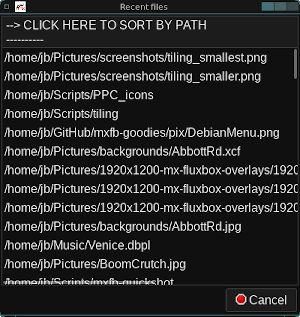 Recent files
--> CLICK HERE TO SORT BY PATH
----------
/home/jb/Pictures/screenshots/tiling_smallest.png
/home/jb/Pictures/screenshots/tiling_smaller.png
/home/jb/Scripts/PPC_icons
/home/jb/Scripts/tiling
/home/jb/GitHub/mxfb-goodies/pix/DebianMenu.png
/home/jb/Pictures/backgrounds/AbbottRd.xcf
/home/jb/Pictures/1920x1200-mx-fluxbox-overlays/1920
/home/jb/Pictures/1920x1200-mx-fluxbox-overlays/1920
/home/jb/Pictures/1920x1200-mx-fluxbox-overlays/1920
/home/jb/Pictures/backgrounds/AbbottRd.jpg
/home/jb/Music/Venice.dbpl
/home/jb/Pictures/BoomCrutch.jpg
/home/jb/Scripts/mxfb-quickshot
Cancel